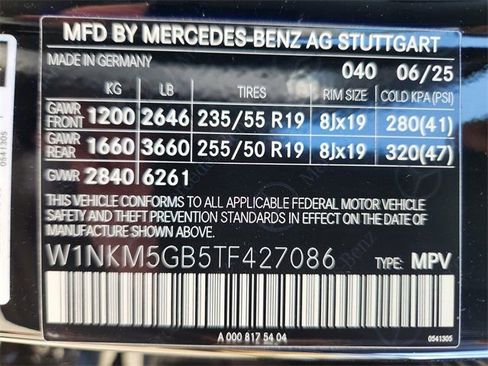 MFD BY MERCEDES-BENZ AG STUTTGART
MADE IN GERMANY
040 06/25
KG LB TIRES RIM SIZE COLD KPA (PSI)
GAWR FRONT 1200 2646 235/55 R19 8Jx19 280(41)
GAWR REAR 1660 3660 255/50 R19 8Jx19 320(47)
GVWR 2840 6261
THIS VEHICLE CONFORMS TO ALL APPLICABLE FEDERAL MOTOR VEHICLE
SAFETY STANDARDS IN EFFECT ON THE DATE OF MANUFACTURE SHOWN ABOVE.
W1NKM5GB5TF427086 TYPE: MPV
A 000 817 54 04
0541305
0541305